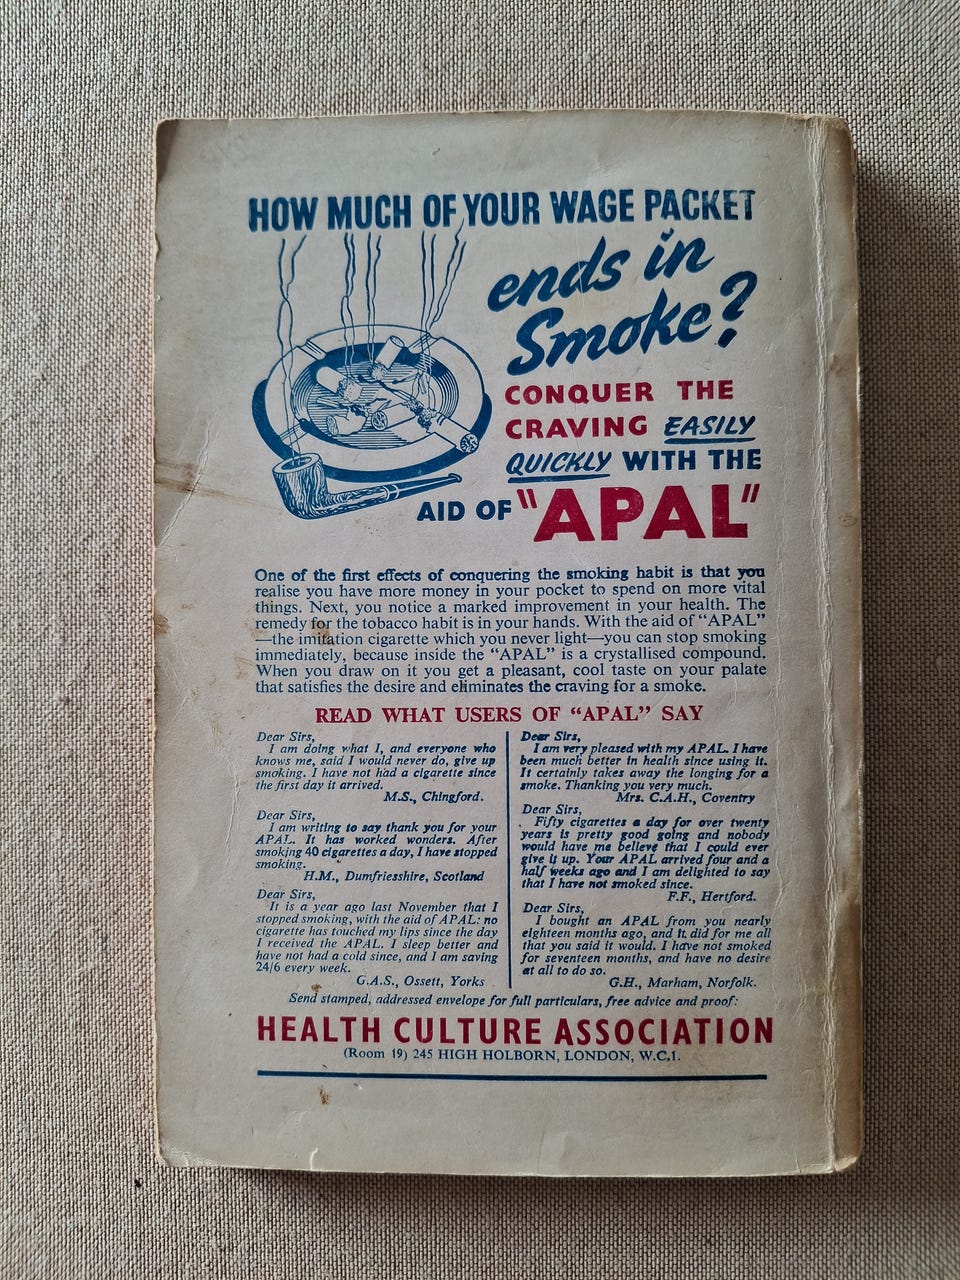 HOW MUCH OF YOUR WAGE PACKET
ends in
Smoke?
CONQUER THE
CRAVING EASILY
QUICKLY WITH THE
AID OF "APAL"
One of the first effects of conquering the smoking habit is that you
realise you have more money in your pocket to spend on more vital
things. Next, you notice a marked improvement in your health. The
remedy for the tobacco habit is in your hands. With the aid of "APAL"
—the imitation cigarette which you never light—you can stop smoking
immediately, because inside the "APAL" is a crystallised compound.
When you draw on it you get a pleasant, cool taste on your palate
that satisfies the desire and eliminates the craving for a smoke.
READ WHAT USERS OF "APAL" SAY
Dear Sirs,
I am doing what I, and everyone who
knows me, said I would never do, give up
smoking. I have not had a cigarette since
the first day it arrived.
M.S., Chingford.
Dear Sirs,
I am writing to say thank you for your
APAL. It has worked wonders. After
smoking 40 cigarettes a day, I have stopped
smoking.
H.M., Dumfriesshire, Scotland
Dear Sirs,
It is a year ago last November that I
stopped smoking, with the aid of APAL: no
cigarette has touched my lips since the day
I received the APAL. I sleep better and
have not had a cold since, and I am saving
24/6 every week.
G.A.S., Ossett, Yorks
Dear Sirs,
I am very pleased with my APAL. I have
been much better in health since using it.
It certainly takes away the longing for a
smoke. Thanking you very much.
Mrs. C.A.H., Coventry
Dear Sirs,
Fifty cigarettes a day for over twenty
years is pretty good going and nobody
would have me believe that I could ever
give it up. Your APAL arrived four and a
half weeks ago and I am delighted to say
that I have not smoked since.
F.F., Hertford.
Dear Sirs,
I bought an APAL from you nearly
eighteen months ago, and it did for me all
that you said it would. I have not smoked
for seventeen months, and have no desire
at all to do so.
G.H., Marham, Norfolk.
Send stamped, addressed envelope for full particulars, free advice and proof:
HEALTH CULTURE ASSOCIATION
(Room 19) 245 HIGH HOLBORN, LONDON, W.C.1.